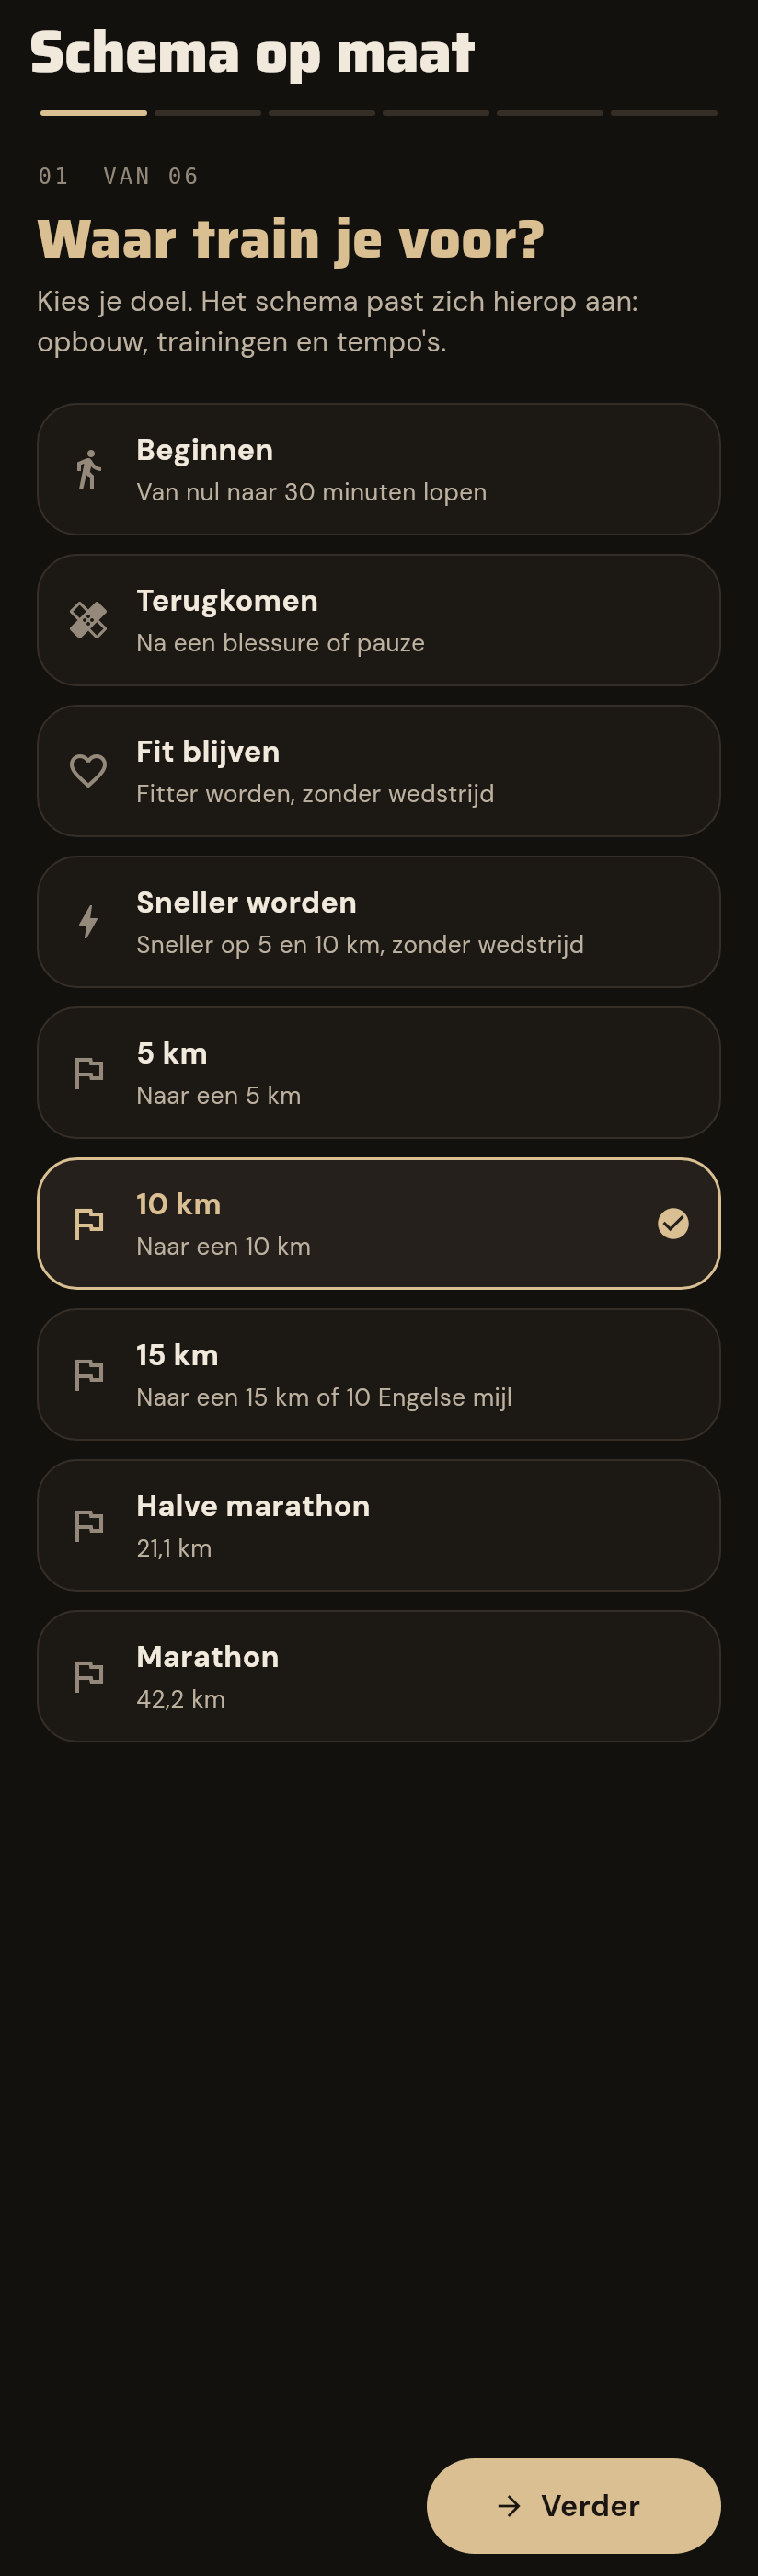 Schema op maat
01 VAN 06
Waar train je voor?
Kies je doel. Het schema past zich hierop aan:
opbouw, trainingen en tempo's.
Beginnen
Van nul naar 30 minuten lopen
Terugkomen
Na een blessure of pauze
Fit blijven
Fitter worden, zonder wedstrijd
Sneller worden
Sneller op 5 en 10 km, zonder wedstrijd
5 km
Naar een 5 km
10 km
Naar een 10 km
15 km
Naar een 15 km of 10 Engelse mijl
Halve marathon
21,1 km
Marathon
42,2 km
Verder